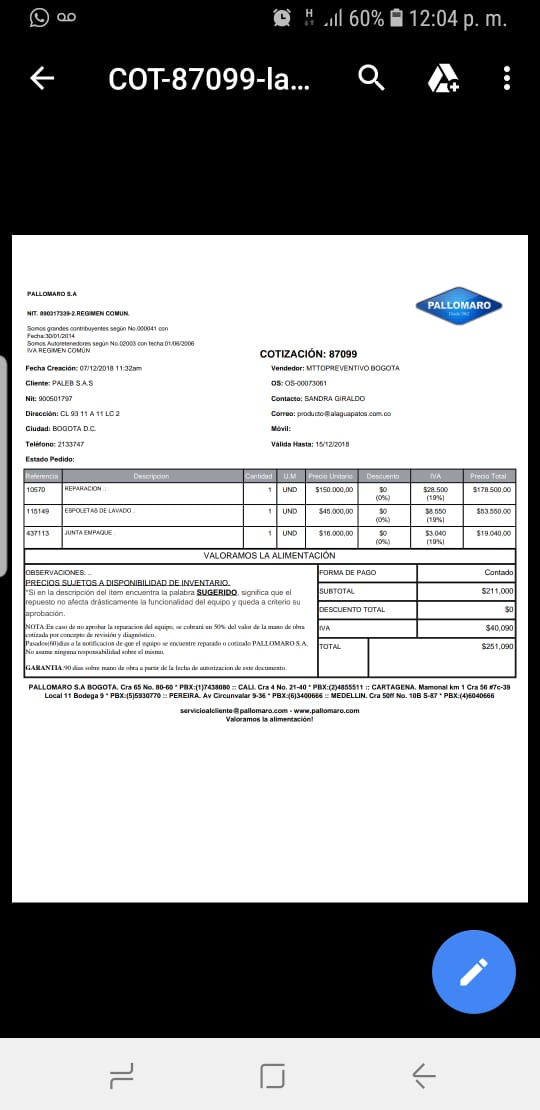 H 60% 12:04 p. m.
COT-87099-la...
PALLOMARO S.A
NIT. 890317339-2.REGIMEN COMUN.
Somos grandes contribuyentes según No.000041 con
Fecha:30/01/2014
Somos Autoretenedores según No.02003 con fecha:01/06/2006
IVA REGIMEN COMÚN
PALLOMARO
Desde 1962
COTIZACIÓN: 87099
Fecha Creación: 07/12/2018 11:32am
Vendedor: MTTOPREVENTIVO BOGOTA
Cliente: PALEB S.A.S
OS: OS-00073061
Nit: 900501797
Contacto: SANDRA GIRALDO
Dirección: CL 93 11 A 11 LC 2
Correo: producto@alaguapatos.com.co
Ciudad: BOGOTA D.C.
Móvil:
Teléfono: 2133747
Válida Hasta: 15/12/2018
Estado Pedido:
Referencia Descripcion Cantidad U.M Precio Unitario Descuento IVA Precio Total
10570 REPARACION .. 1 UND $150.000,00 $0 (0%) $28.500 (19%) $178.500,00
115149 ESPOLETAS DE LAVADO . 1 UND $45.000,00 $0 (0%) $8.550 (19%) $53.550,00
437113 JUNTA EMPAQUE . 1 UND $16.000,00 $0 (0%) $3.040 (19%) $19.040,00
VALORAMOS LA ALIMENTACIÓN
OBSERVACIONES: ..
PRECIOS SUJETOS A DISPONIBILIDAD DE INVENTARIO.
"Si en la descripción del ítem encuentra la palabra SUGERIDO, significa que el
repuesto no afecta drásticamente la funcionalidad del equipo y queda a criterio su
aprobación.
NOTA:En caso de no aprobar la reparacion del equipo, se cobrará un 50% del valor de la mano de obra
cotizada por concepto de revisión y diagnóstico.
Pasados(60)dias a la notificacion de que el equipo se encuentre reparado o cotizado PALLOMARO S.A.
No asume ninguna responsabilidad sobre el mismo.
GARANTIA:90 dias sobre mano de obra a partir de la fecha de autorizacion de este documento.
FORMA DE PAGO Contado
SUBTOTAL $211,000
DESCUENTO TOTAL $0
IVA $40,090
TOTAL $251,090
PALLOMARO S.A BOGOTA. Cra 65 No. 80-60 * PBX:(1)7438080 :: CALI. Cra 4 No. 21-40 * PBX:(2)4855511 :: CARTAGENA. Mamonal km 1 Cra 56 #7c-39
Local 11 Bodega 9 * PBX:(5)5930770 :: PEREIRA. Av Circunvalar 9-36 * PBX:(6)3400666 :: MEDELLIN. Cra 50ff No. 10B S-87 * PBX:(4)6040666
servicioalcliente@pallomaro.com - www.pallomaro.com
Valoramos la alimentación!